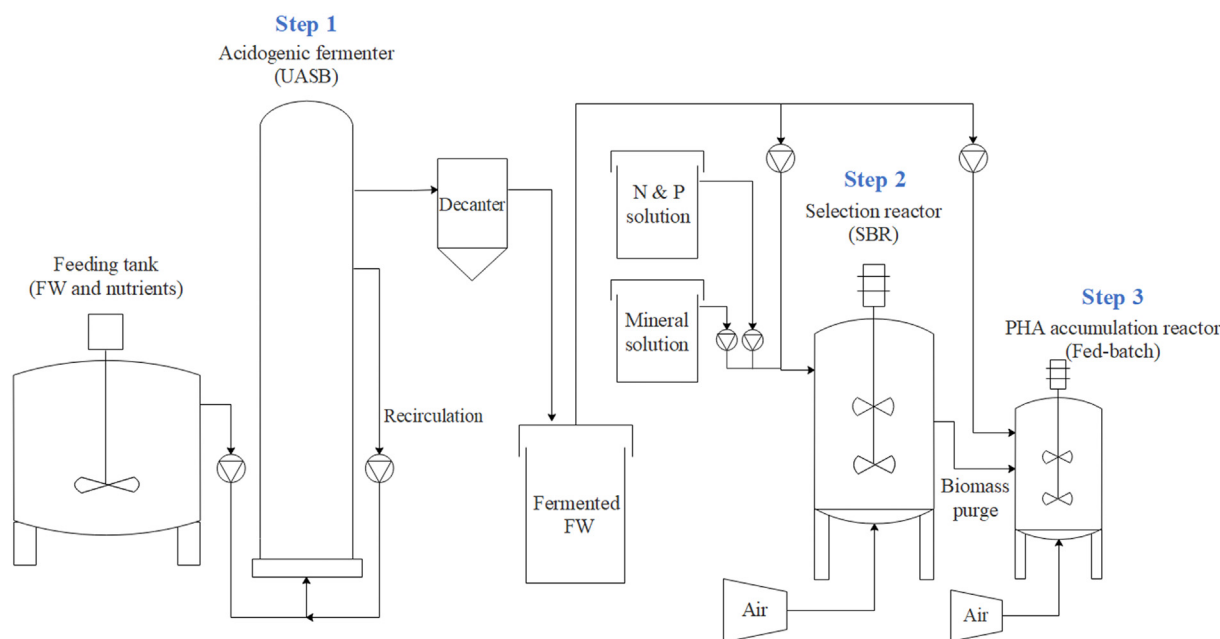 Step 1
Acidogenic fermenter
(UASB)
Decanter
N & P
solution
Step 2
Selection reactor
(SBR)
Feeding tank
(FW and nutrients)
Mineral
solution
Step 3
PHA accumulation reactor
(Fed-batch)
Recirculation
Fermented
FW
Biomass
purge
Air
Air